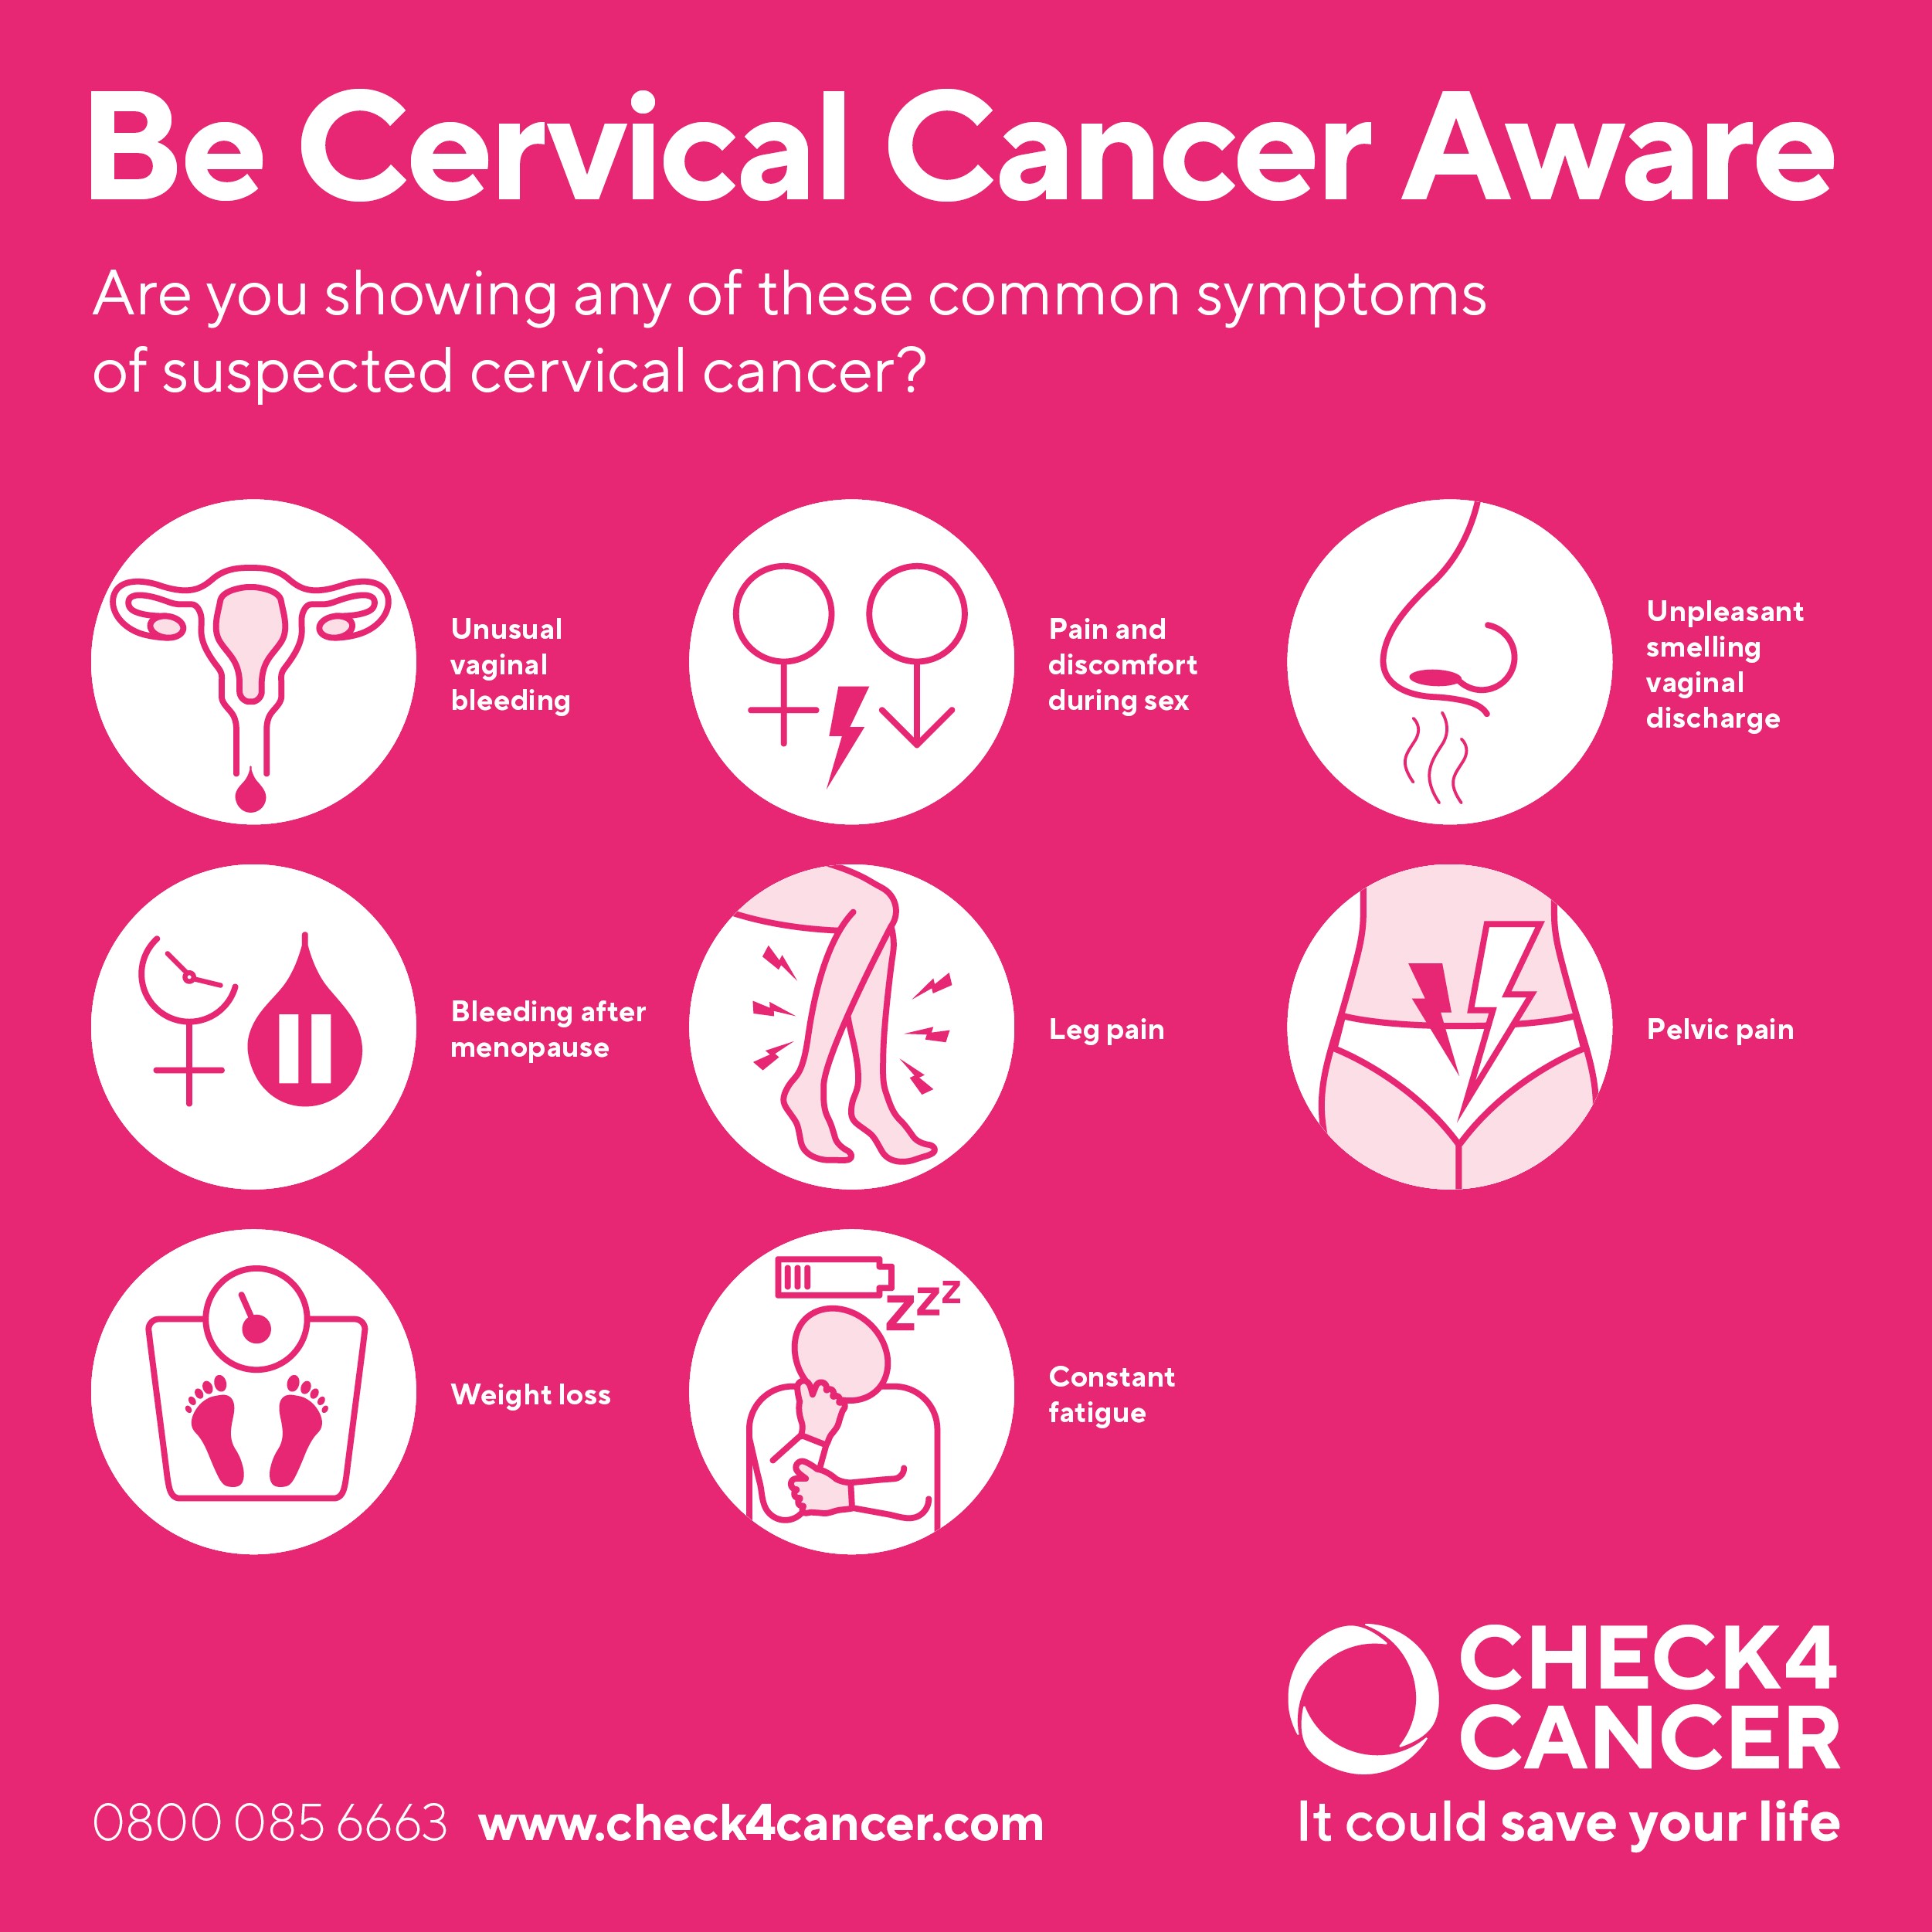 Be Cervical Cancer Aware
Are you showing any of these common symptoms
of suspected cervical cancer?
Unusual
vaginal
bleeding
Pain and
discomfort
during sex
Unpleasant
smelling
vaginal
discharge
Bleeding after
menopause
Leg pain
Pelvic pain
Weight loss
zzz
Constant
fatigue
CHECK4
CANCER
0800 085 6663 www.check4cancer.com
It could save your life